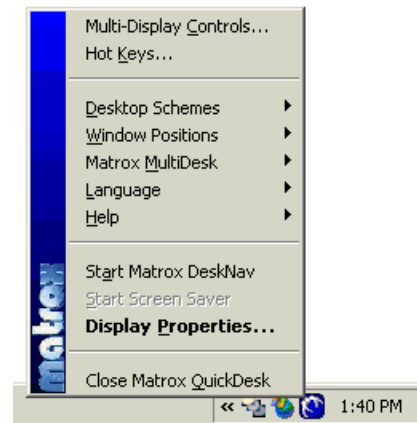 Multi-Display Controls...
Hot Keys...
Desktop Schemes
Window Positions
Matrox MultiDesk
Language
Help
Start Matrox DeskNav
Start Screen Saver
Display Properties...
Close Matrox QuickDesk
matrox
« 1:40 PM